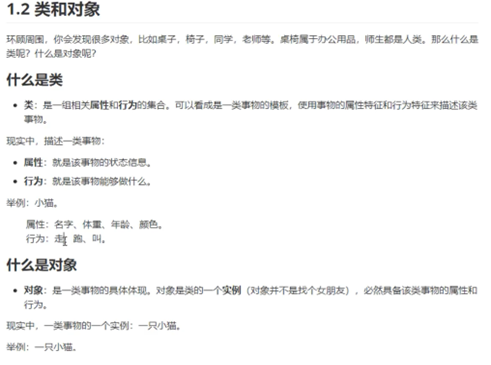 1.2 类和对象
环顾周围，你会发现很多对象，比如桌子，椅子，同学，老师等。桌椅属于办公用品，师生都是人类。那么什么是
类呢？什么是对象呢？
什么是类
• 类：是一组相关属性和行为的集合。可以看成是一类事物的模板，使用事物的属性特征和行为特征来描述该类
事物。
现实中，描述一类事物：
• 属性：就是该事物的状态信息。
• 行为：就是该事物能够做什么。
举例：小猫。
属性：名字、体重、年龄、颜色。
行为：走、跑、叫。
什么是对象
• 对象：是一类事物的具体体现。对象是类的一个实例（对象并不是找个女朋友），必然具备该类事物的属性和
行为。
现实中，一类事物的一个实例：一只小猫。
举例：一只小猫。